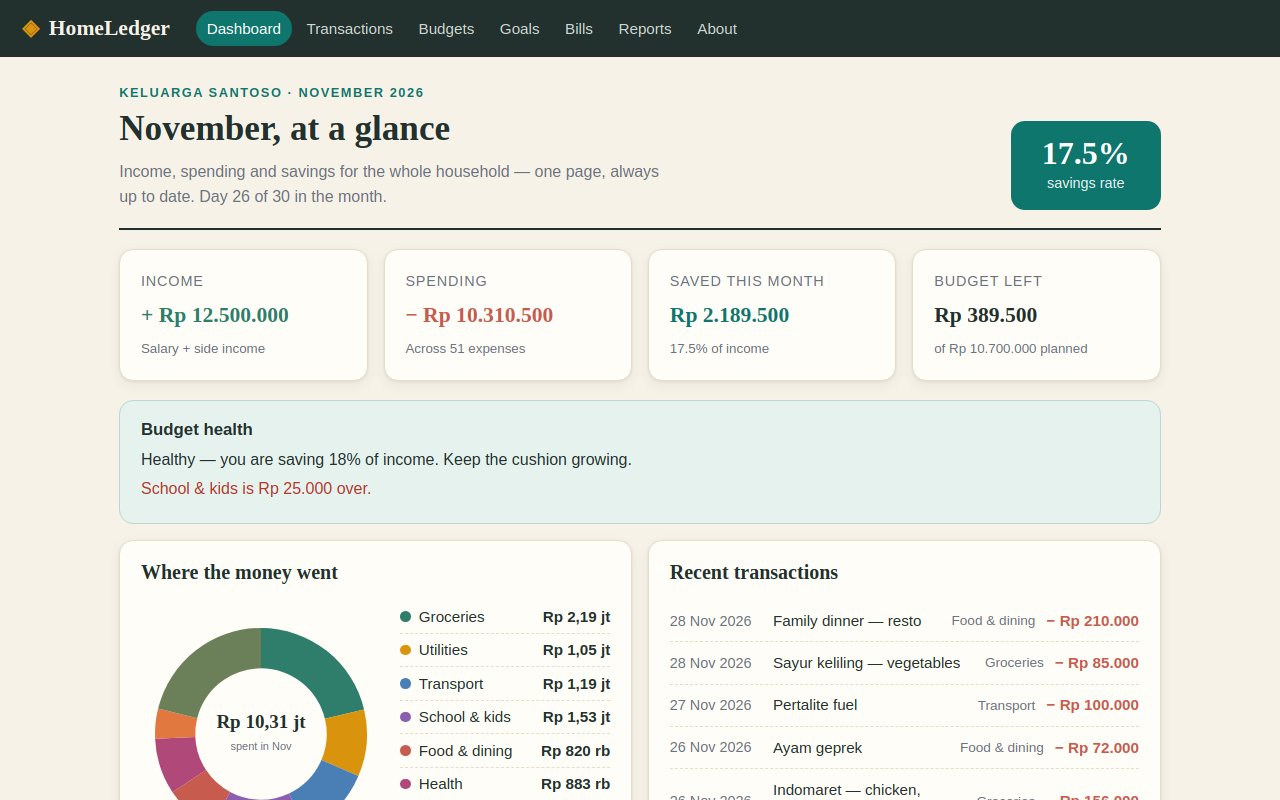 HomeLedger
Dashboard
Transactions
Budgets
Goals
Bills
Reports
About
KELUARGA SANTOSO · NOVEMBER 2026
November, at a glance
Income, spending and savings for the whole household — one page, always
up to date. Day 26 of 30 in the month.
17.5%
savings rate
INCOME
+ Rp 12.500.000
Salary + side income
SPENDING
− Rp 10.310.500
Across 51 expenses
SAVED THIS MONTH
Rp 2.189.500
17.5% of income
BUDGET LEFT
Rp 389.500
of Rp 10.700.000 planned
Budget health
Healthy — you are saving 18% of income. Keep the cushion growing.
School & kids is Rp 25.000 over.
Where the money went
Rp 10,31 jt
spent in Nov
Groceries Rp 2,19 jt
Utilities Rp 1,05 jt
Transport Rp 1,19 jt
School & kids Rp 1,53 jt
Food & dining Rp 820 rb
Health Rp 883 rb
Recent transactions
28 Nov 2026 Family dinner — resto Food & dining − Rp 210.000
28 Nov 2026 Sayur keliling — vegetables Groceries − Rp 85.000
27 Nov 2026 Pertalite fuel Transport − Rp 100.000
26 Nov 2026 Ayam geprek Food & dining − Rp 72.000
Indomaret — chicken,
26 Nov 2026 Groceries − Rp 156.000